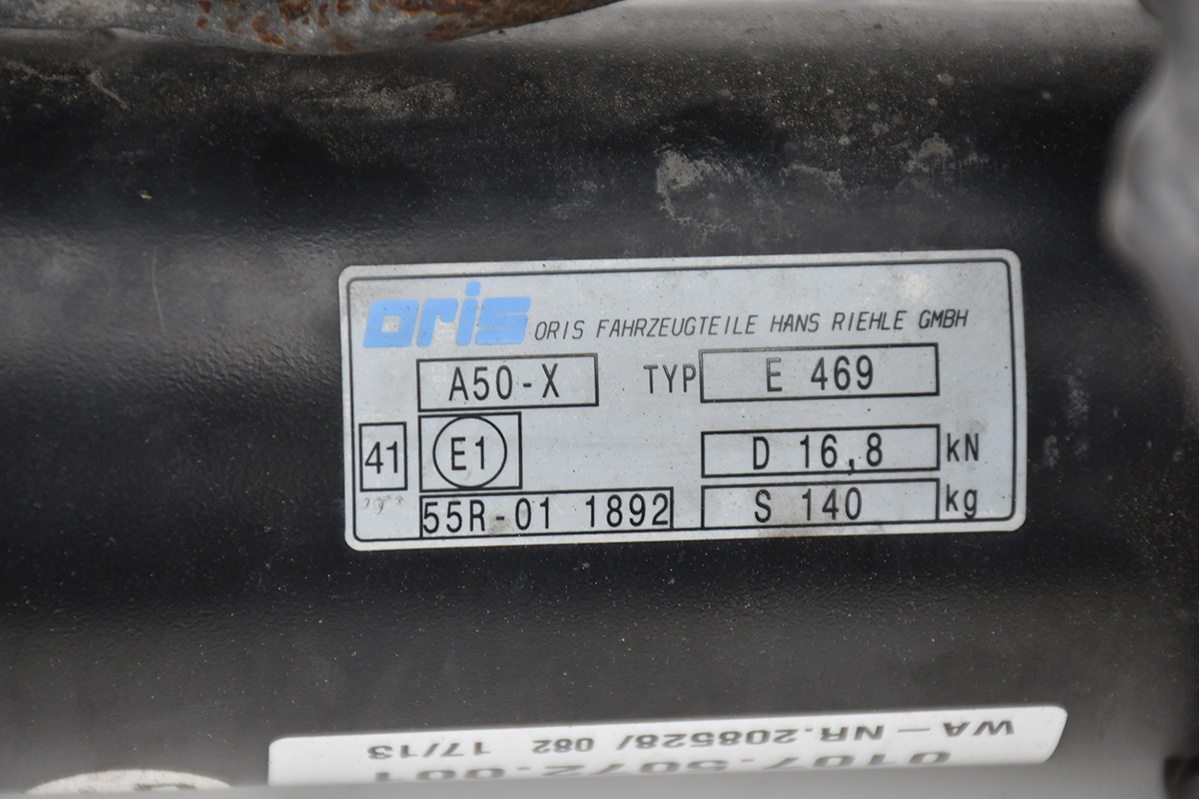 oris ORIS FAHRZEUGTEILE HANS RIEHLE GMBH
A50-X TYP E 469
41 E1 D 16,8 kN
55R-01 1892 S 140 kg
WA-NR.208528/ 082 17/13